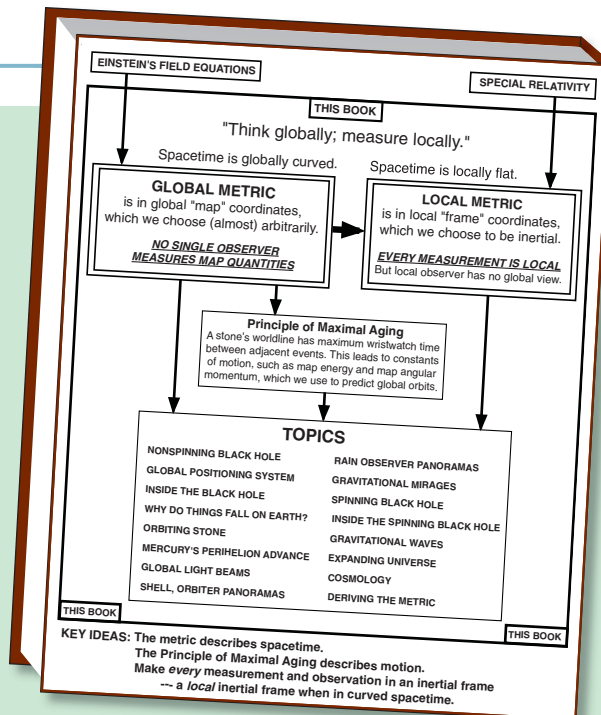 EINSTEIN'S FIELD EQUATIONS
SPECIAL RELATIVITY
THIS BOOK
"Think globally; measure locally."
Spacetime is globally curved.
Spacetime is locally flat.
GLOBAL METRIC
is in global "map" coordinates,
which we choose (almost) arbitrarily.
NO SINGLE OBSERVER
MEASURES MAP QUANTITIES
LOCAL METRIC
is in local "frame" coordinates,
which we choose to be inertial.
EVERY MEASUREMENT IS LOCAL
But local observer has no global view.
Principle of Maximal Aging
A stone's worldline has maximum wristwatch time
between adjacent events. This leads to constants
of motion, such as map energy and map angular
momentum, which we use to predict global orbits.
TOPICS
NONSPINNING BLACK HOLE
GLOBAL POSITIONING SYSTEM
INSIDE THE BLACK HOLE
WHY DO THINGS FALL ON EARTH?
ORBITING STONE
MERCURY'S PERIHELION ADVANCE
GLOBAL LIGHT BEAMS
SHELL, ORBITER PANORAMAS
RAIN OBSERVER PANORAMAS
GRAVITATIONAL MIRAGES
SPINNING BLACK HOLE
INSIDE THE SPINNING BLACK HOLE
GRAVITATIONAL WAVES
EXPANDING UNIVERSE
COSMOLOGY
DERIVING THE METRIC
THIS BOOK
THIS BOOK
KEY IDEAS: The metric describes spacetime.
The Principle of Maximal Aging describes motion.
Make every measurement and observation in an inertial frame
--- a local inertial frame when in curved spacetime.